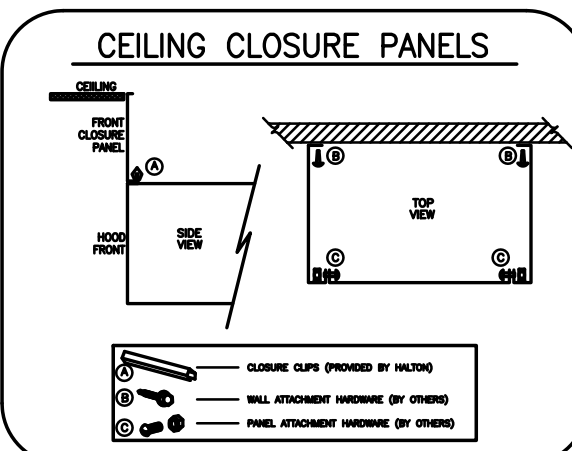 CEILING CLOSURE PANELS
CEILING
FRONT
CLOSURE
PANEL
A
HOOD
FRONT
SIDE
VIEW
B
B
TOP
VIEW
C
C
A
CLOSURE CLIPS (PROVIDED BY HALTON)
B
WALL ATTACHMENT HARDWARE (BY OTHERS)
C
PANEL ATTACHMENT HARDWARE (BY OTHERS)